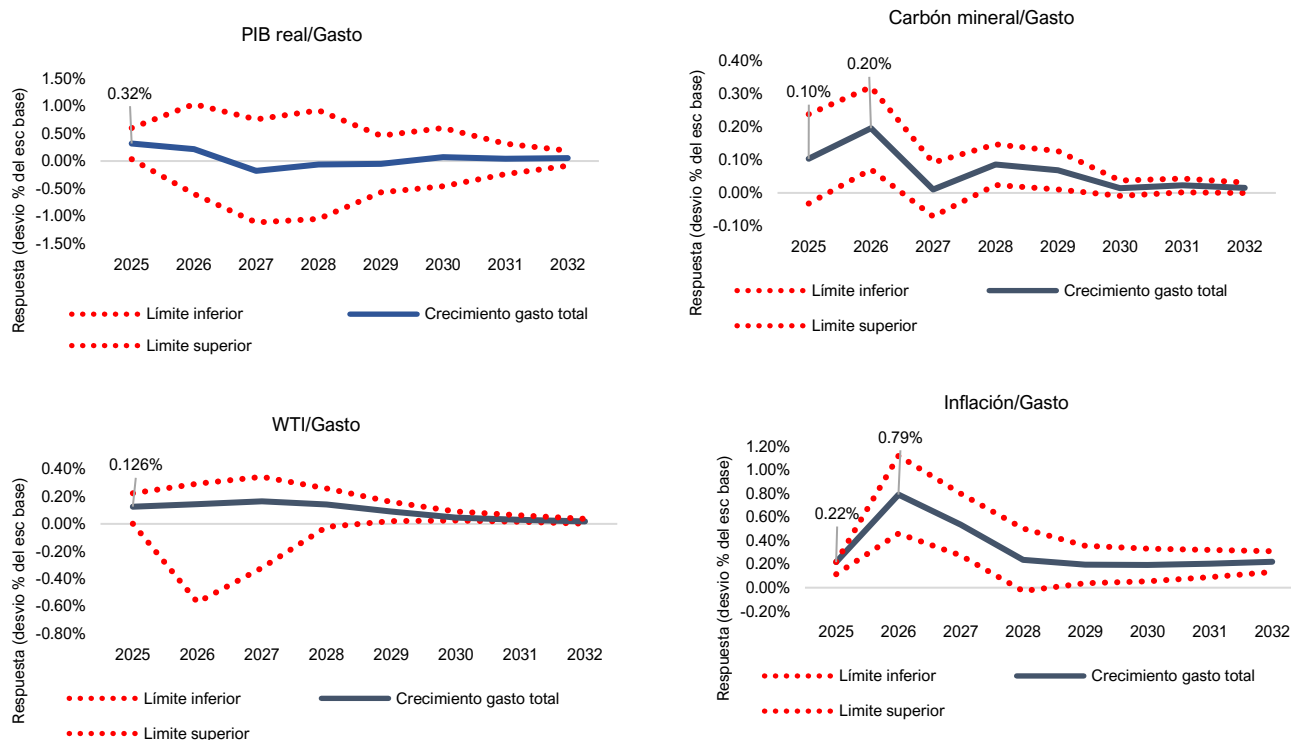 PIB real/Gasto
Respuesta (desvio % del esc base)
1.50%
1.00%
0.50%
0.00%
-0.50%
-1.00%
-1.50%
0.32%
2025 2026 2027 2028 2029 2030 2031 2032
Límite inferior Crecimiento gasto total
Limite superior
Carbón mineral/Gasto
Respuesta (desvio % del esc base)
0.40%
0.30%
0.20%
0.10%
0.00%
-0.10%
0.10%
0.20%
2025 2026 2027 2028 2029 2030 2031 2032
Límite inferior Crecimiento gasto total
Limite superior
WTI/Gasto
Respuesta (desvio % del esc base)
0.40%
0.20%
0.00%
-0.20%
-0.40%
-0.60%
-0.80%
0.126%
2025 2026 2027 2028 2029 2030 2031 2032
Límite inferior Crecimiento gasto total
Limite superior
Inflación/Gasto
Respuesta (desvio % del esc base)
1.20%
1.00%
0.80%
0.60%
0.40%
0.20%
0.00%
-0.20%
0.22%
0.79%
2025 2026 2027 2028 2029 2030 2031 2032
Límite inferior Crecimiento gasto total
Limite superior